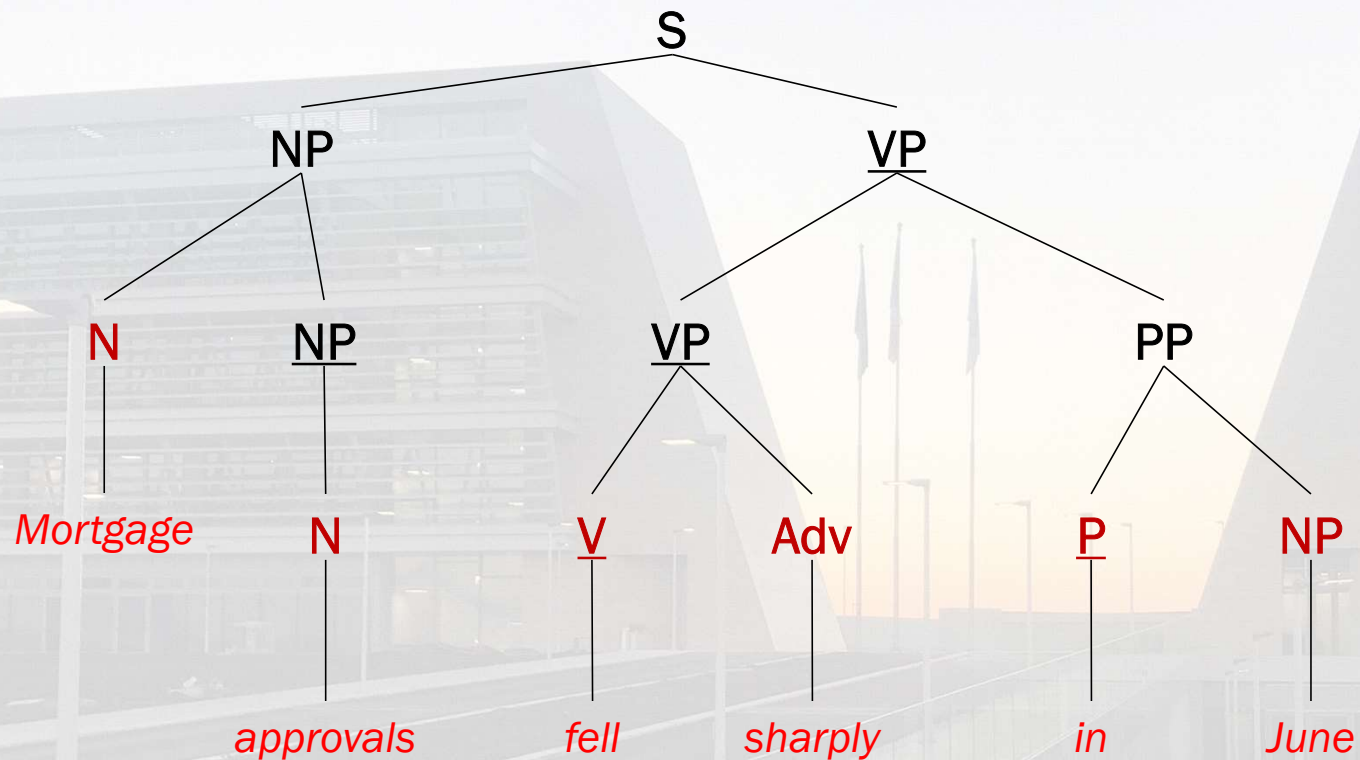 S
NP VP
N NP VP PP
Mortgage N V Adv P NP
approvals fell sharply in June